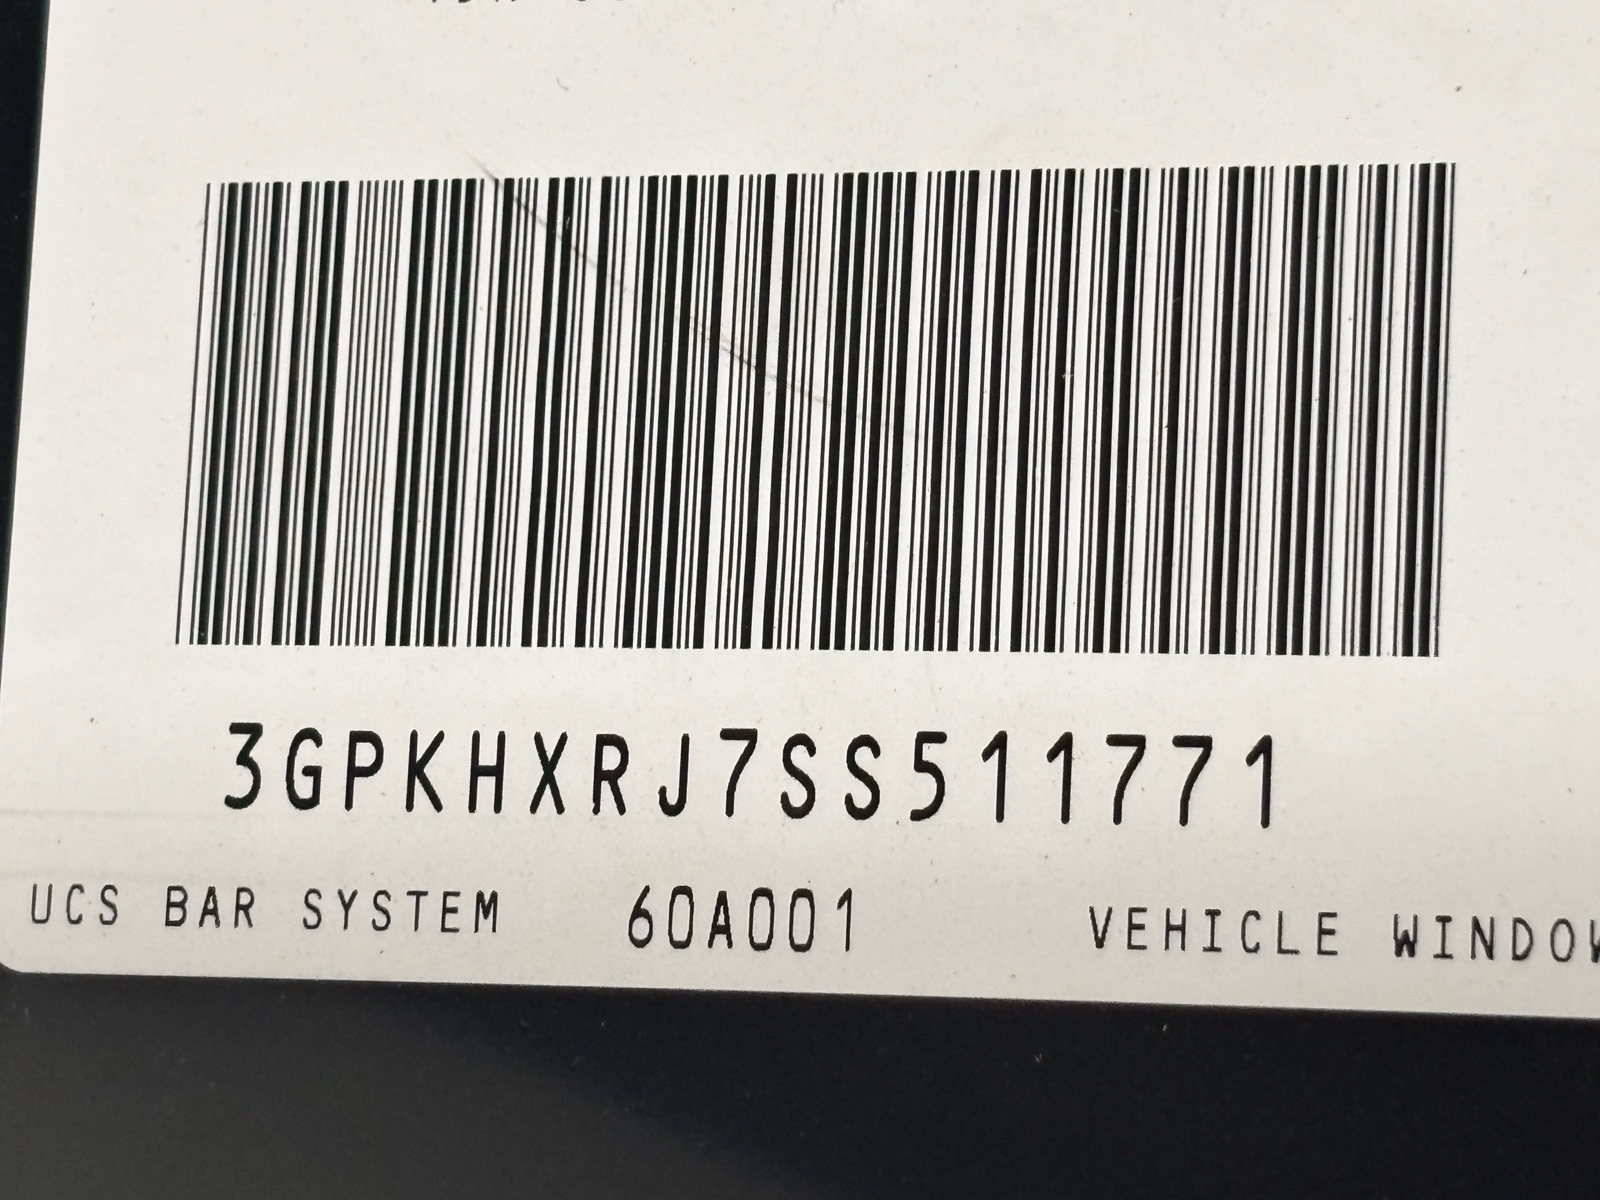 3GPKHXRJ7SS511771
UCS BAR SYSTEM 60A001 VEHICLE WINDOW